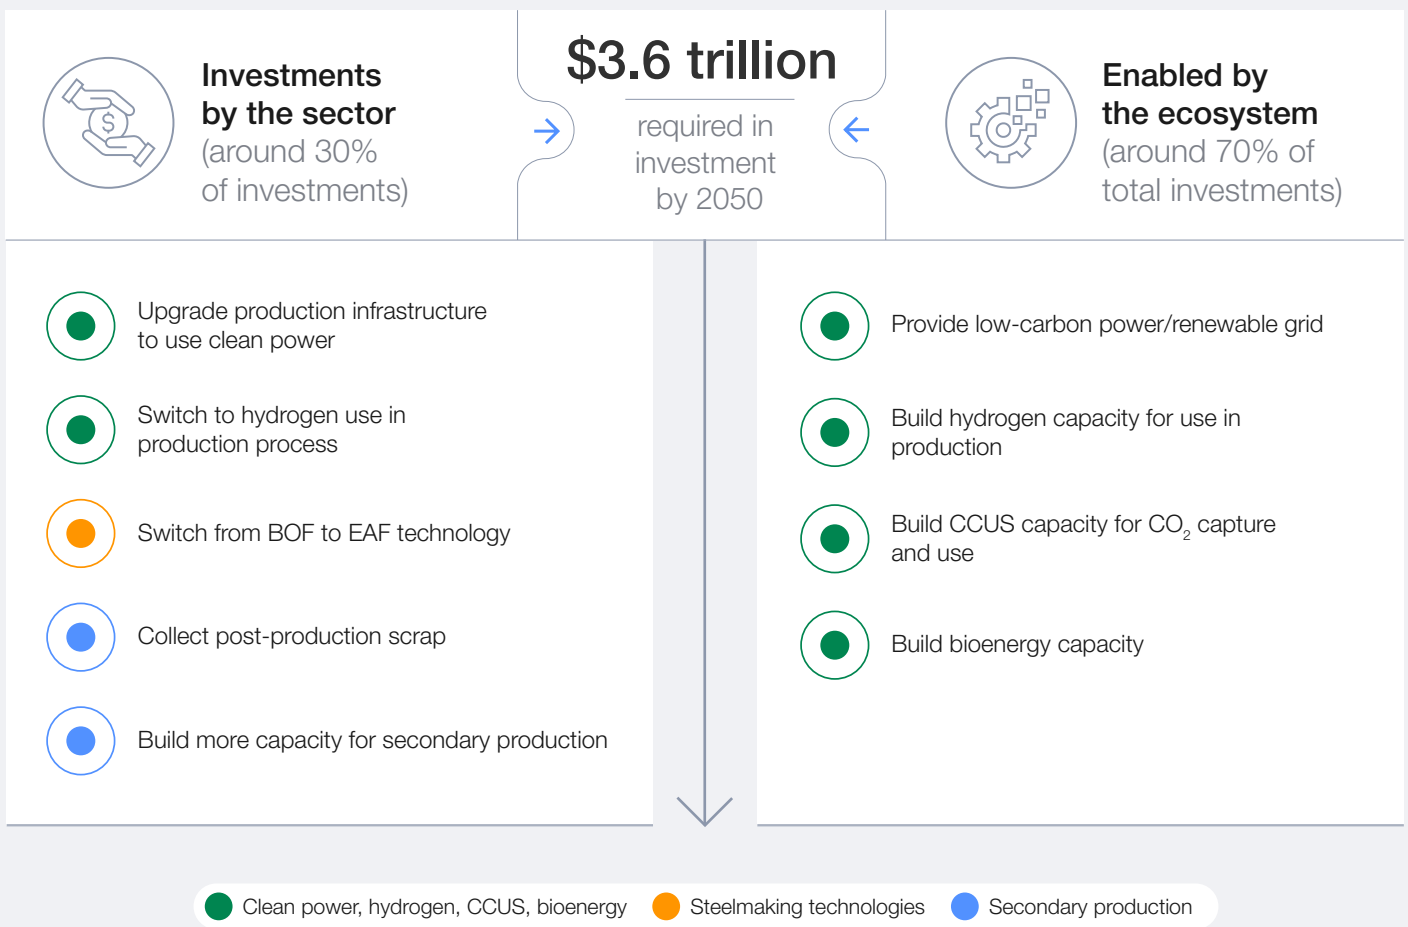 Investments
by the sector
(around 30%
of investments)
$3.6 trillion
required in
investment
by 2050
Enabled by
the ecosystem
(around 70% of
total investments)
Upgrade production infrastructure
to use clean power
Switch to hydrogen use in
production process
Switch from BOF to EAF technology
Collect post-production scrap
Build more capacity for secondary production
Provide low-carbon power/renewable grid
Build hydrogen capacity for use in
production
Build CCUS capacity for CO₂ capture
and use
Build bioenergy capacity
Clean power, hydrogen, CCUS, bioenergy
Steelmaking technologies
Secondary production